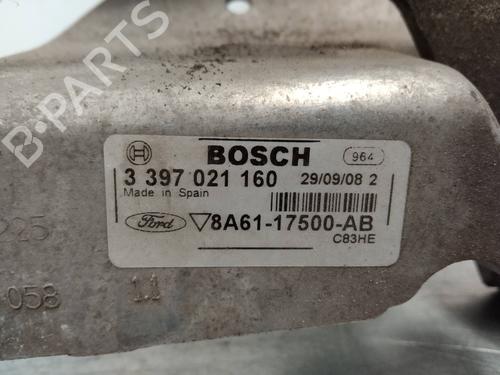 B-PARTS
BOSCH 964
3 397 021 160 29/09/08 2
Made in Spain
Ford 8A61-17500-AB
C83HE
225
058 11